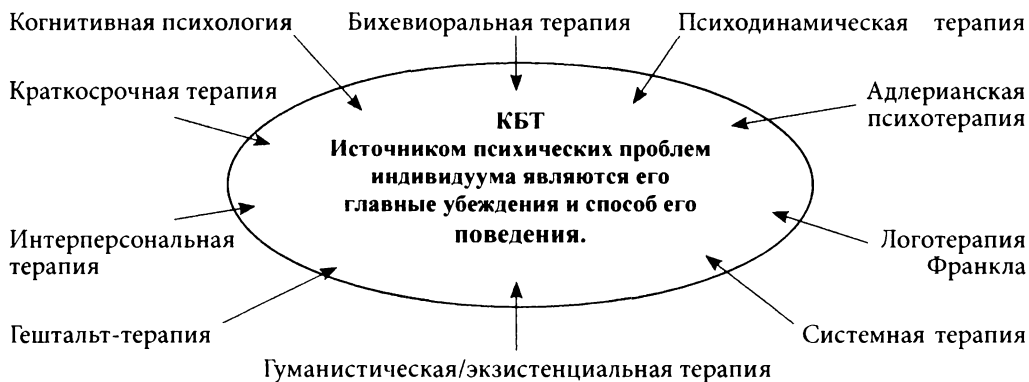 Когнитивная психология
Бихевиоральная терапия
Психодинамическая терапия
Краткосрочная терапия
Адлерианская
психотерапия
КБТ
Источником психических проблем
индивидуума являются его
главные убеждения и способ его
поведения.
Интерперсональная
терапия
Логотерапия
Франкла
Гештальт-терапия
Системная терапия
Гуманистическая/экзистенциальная терапия